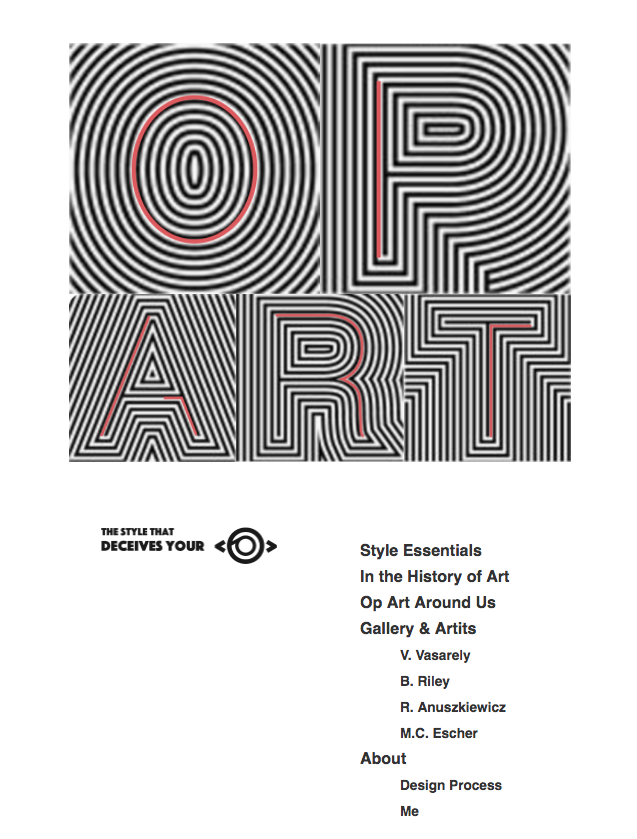 OP
ART
THE STYLE THAT
DECEIVES YOUR
Style Essentials
In the History of Art
Op Art Around Us
Gallery & Artits
V. Vasarely
B. Riley
R. Anuszkiewicz
M.C. Escher
About
Design Process
Me